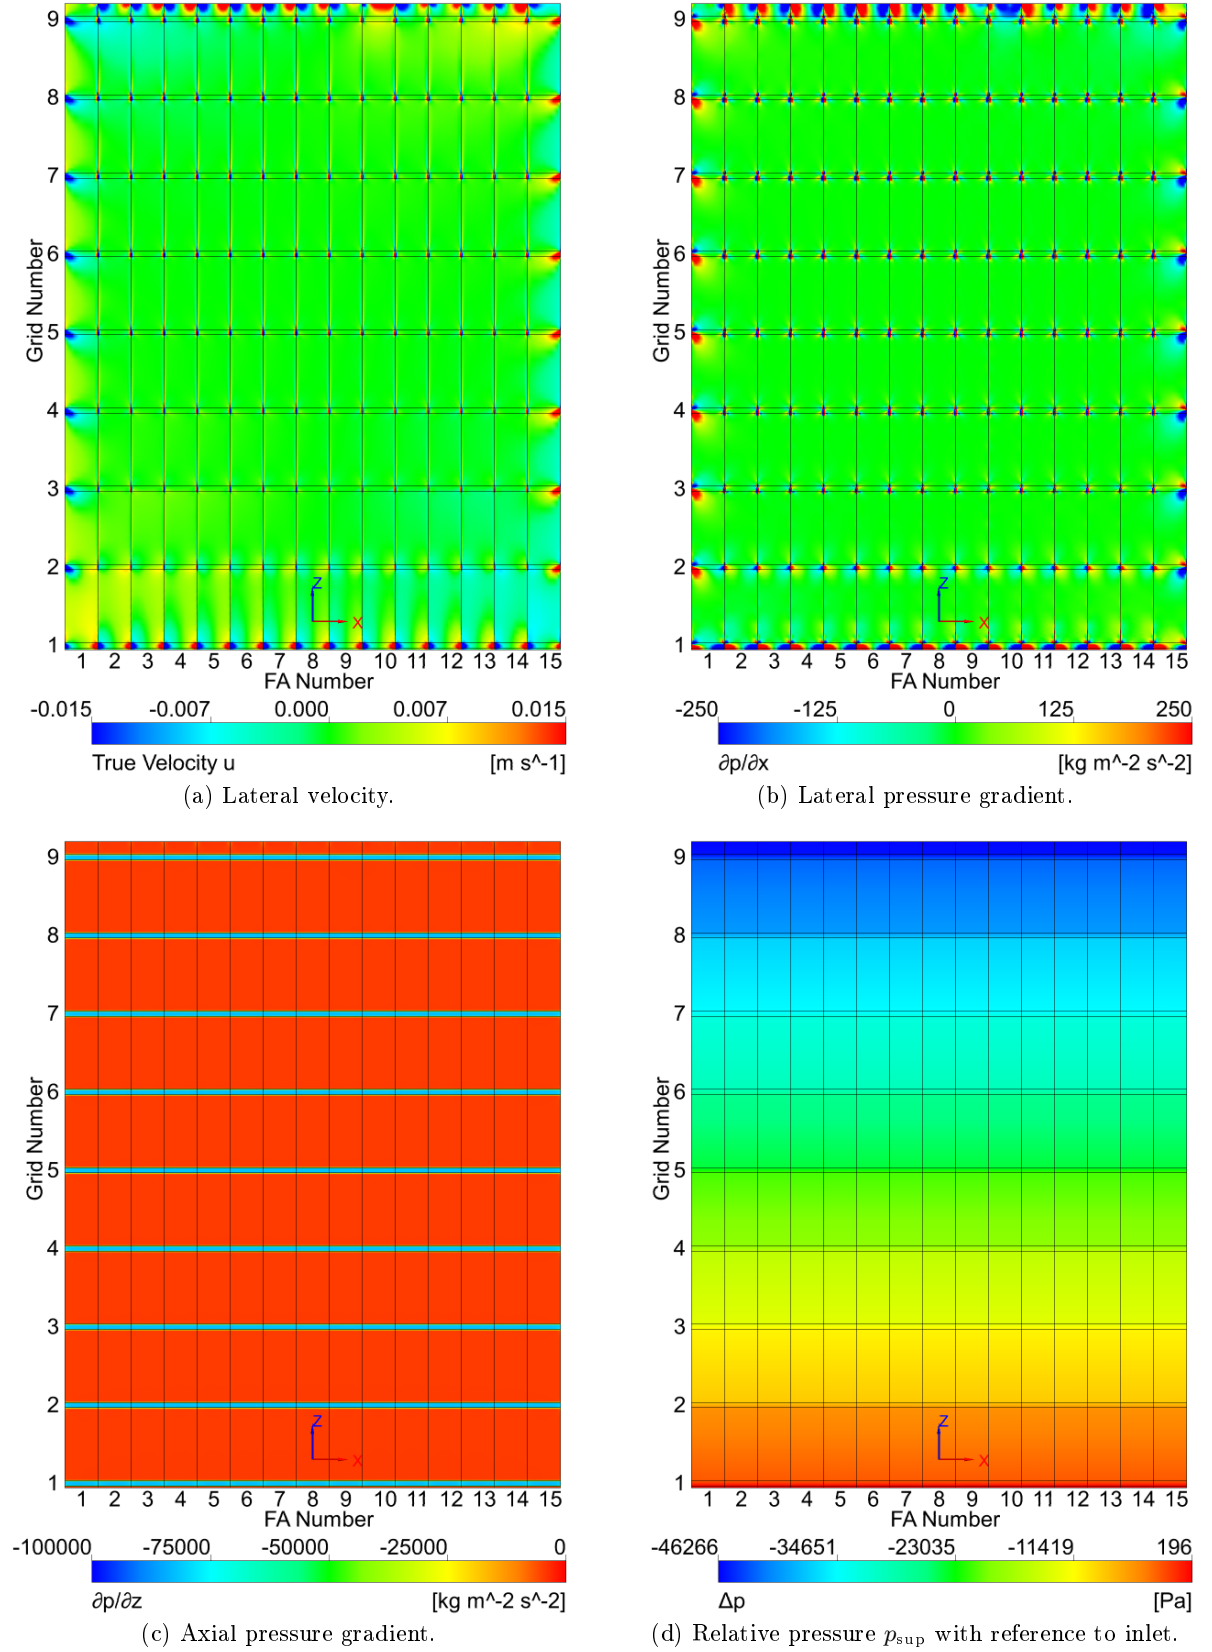 9
8
7
6
5
4
3
2
1
Grid Number
Z
X
1 2 3 4 5 6 7 8 9 10 11 12 13 14 15
FA Number
-0.015 -0.007 0.000 0.007 0.015
True Velocity u [m s^-1]
(a) Lateral velocity.
9
8
7
6
5
4
3
2
1
Grid Number
Z
X
1 2 3 4 5 6 7 8 9 10 11 12 13 14 15
FA Number
-250 -125 0 125 250
∂p/∂x [kg m^-2 s^-2]
(b) Lateral pressure gradient.
9
8
7
6
5
4
3
2
1
Grid Number
Z
X
1 2 3 4 5 6 7 8 9 10 11 12 13 14 15
FA Number
-100000 -75000 -50000 -25000 0
∂p/∂z [kg m^-2 s^-2]
(c) Axial pressure gradient.
9
8
7
6
5
4
3
2
1
Grid Number
Z
X
1 2 3 4 5 6 7 8 9 10 11 12 13 14 15
FA Number
-46266 -34651 -23035 -11419 196
Δp [Pa]
(d) Relative pressure p_sup with reference to inlet.